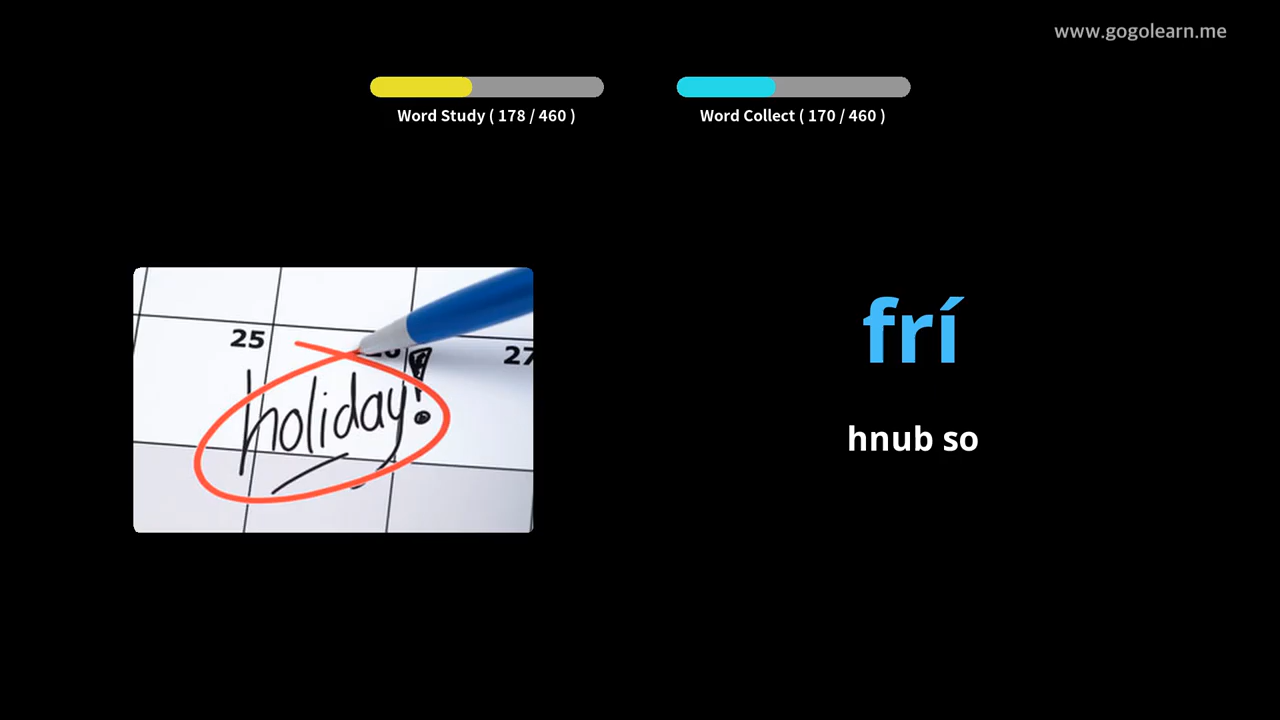 www.gogolearn.me
Word Study ( 178 / 460 )
Word Collect ( 170 / 460 )
25
27
holiday!
frí
hnub so